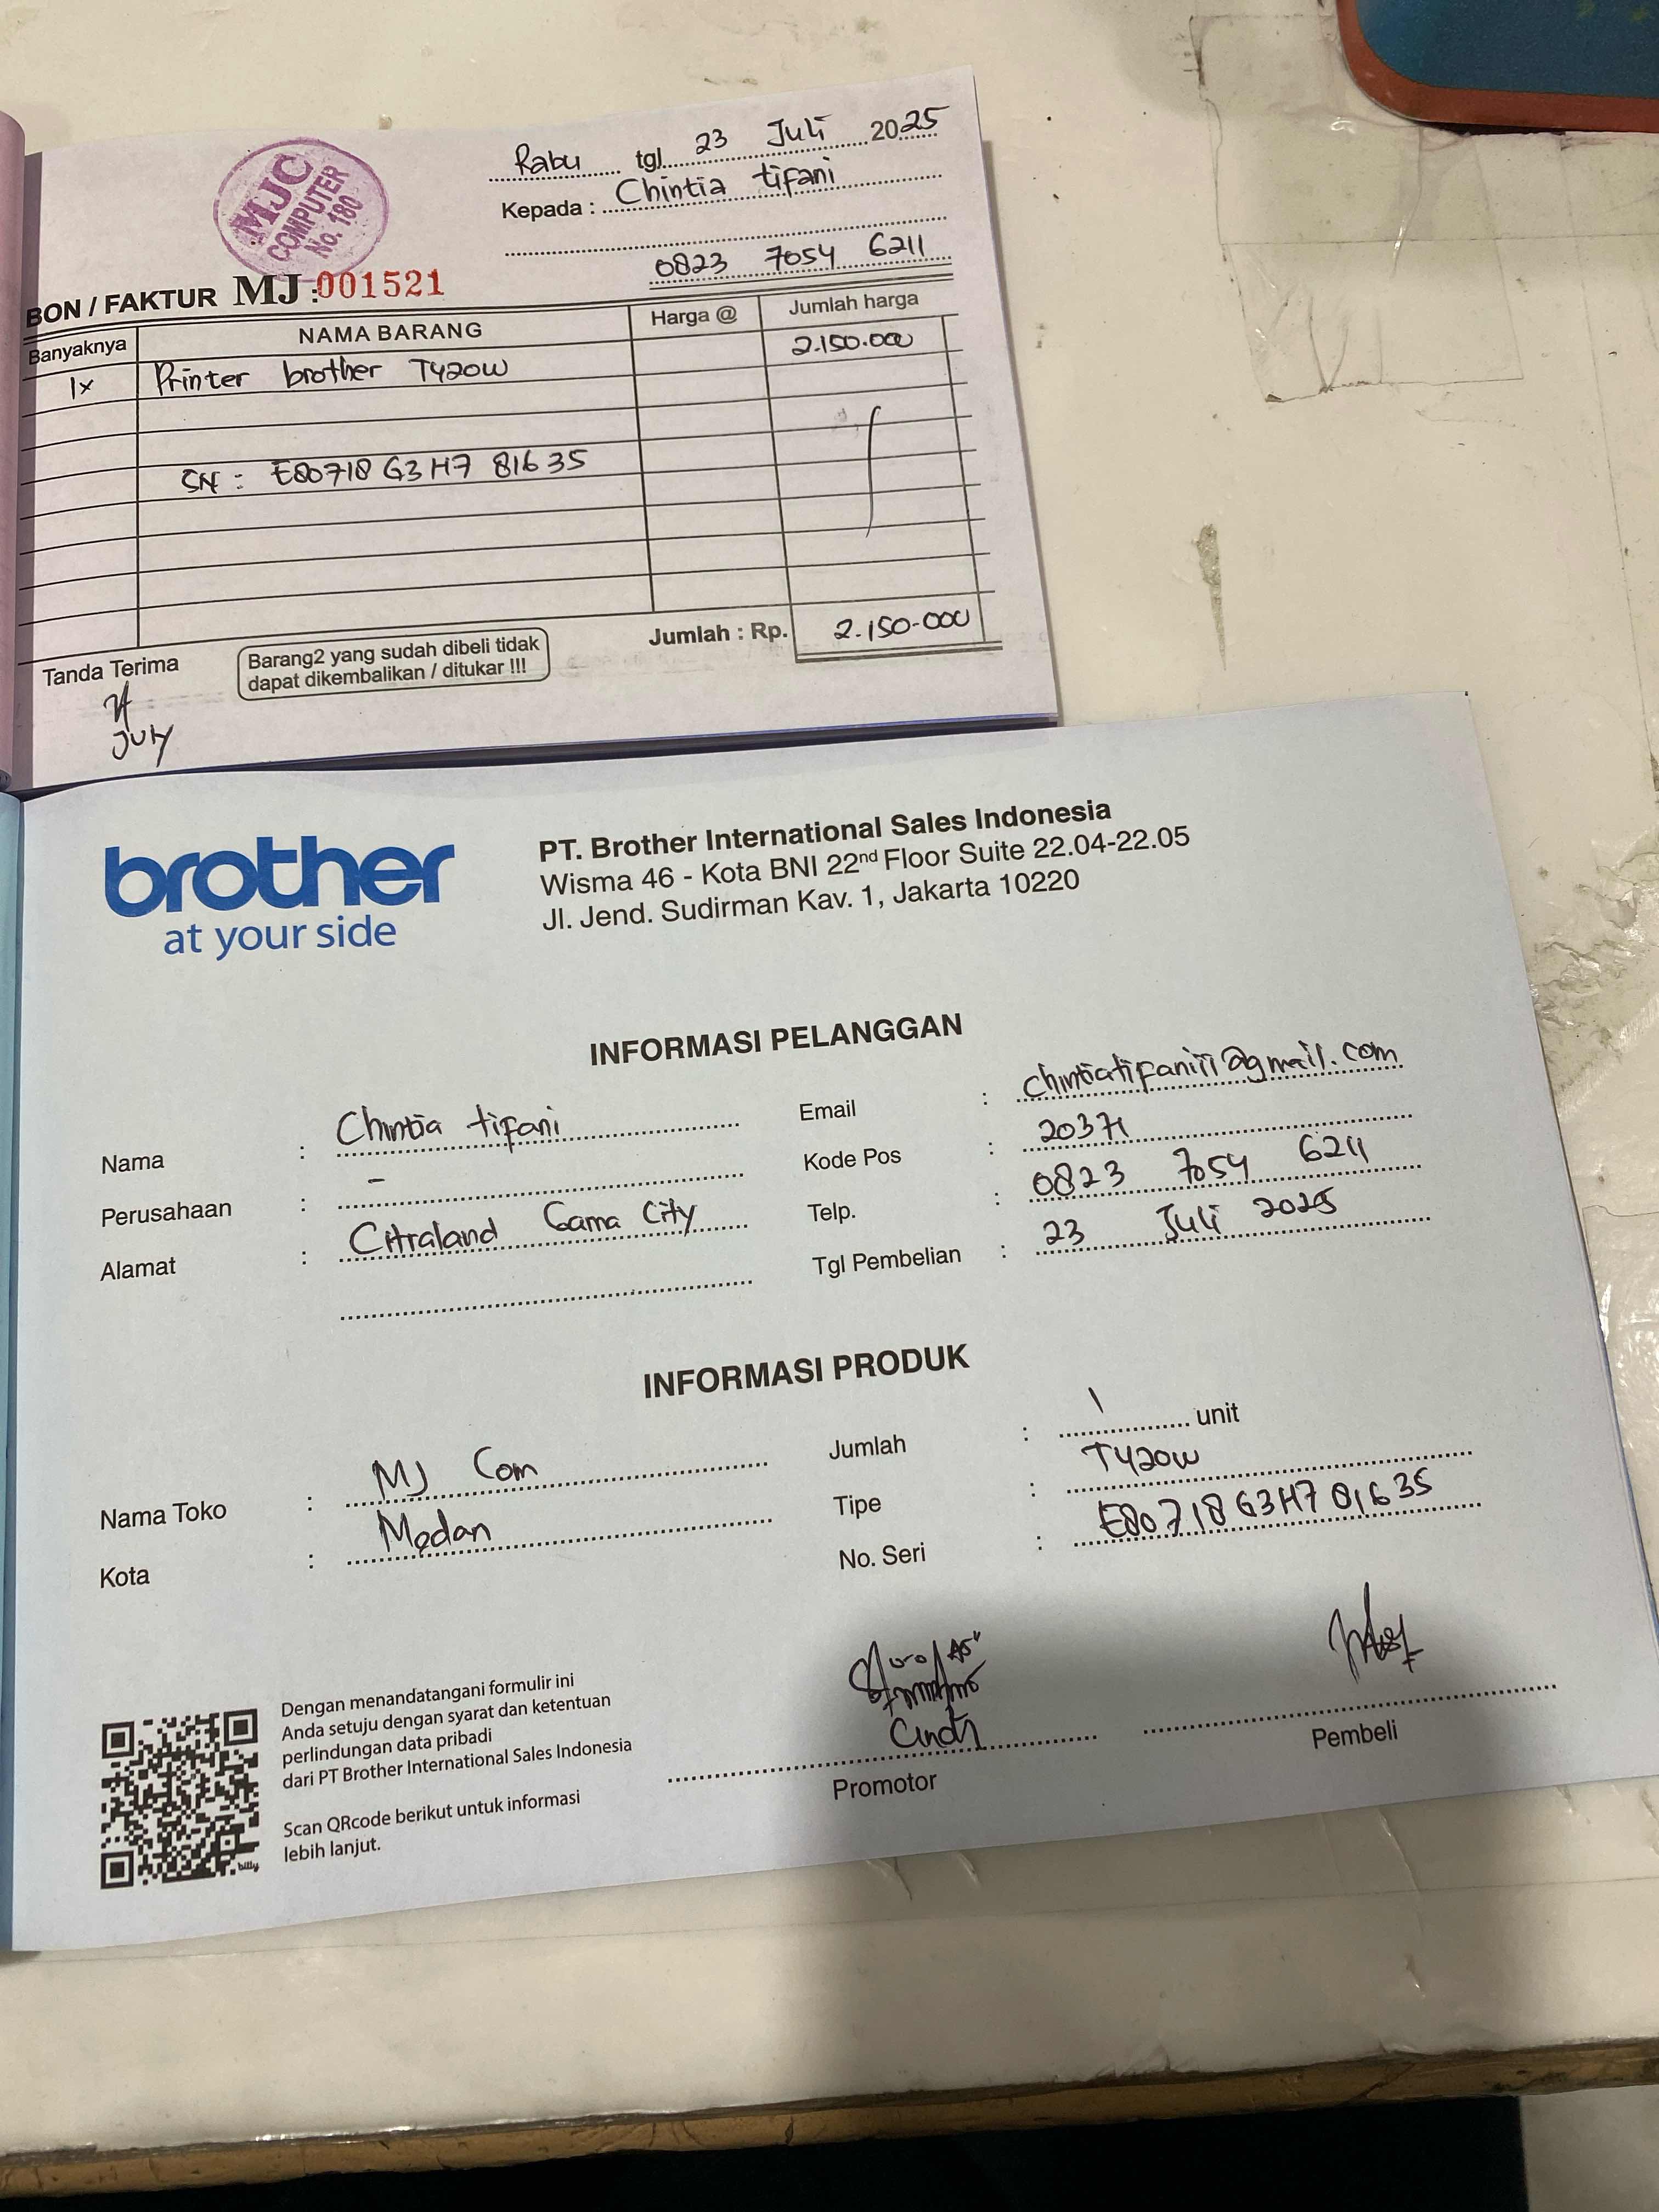 MJC
COMPUTER
No. 180
Rabu tgl. 23 Juli 2025
Kepada : Chintia tifani
0823 7054 6211
BON / FAKTUR MJ : 001521
Banyaknya NAMA BARANG Harga @ Jumlah harga
1x Printer brother T420W 2.150.000
SN : E80718G3H781635
Jumlah : Rp. 2.150.000
Tanda Terima
Barang2 yang sudah dibeli tidak
dapat dikembalikan / ditukar !!!
brother
at your side
PT. Brother International Sales Indonesia
Wisma 46 - Kota BNI 22nd Floor Suite 22.04-22.05
Jl. Jend. Sudirman Kav. 1, Jakarta 10220
INFORMASI PELANGGAN
Nama : Chintia tifani
Perusahaan : -
Alamat : Citraland Gama City
Email : chintiatifaniii@gmail.com
Kode Pos : 20371
Telp. : 0823 7054 6211
Tgl Pembelian : 23 Juli 2025
INFORMASI PRODUK
Nama Toko : MJ Com
Kota : Medan
Jumlah : 1 unit
Tipe : T420W
No. Seri : E80718G3H781635
Dengan menandatangani formulir ini
Anda setuju dengan syarat dan ketentuan
perlindungan data pribadi
dari PT Brother International Sales Indonesia
Scan QRcode berikut untuk informasi
lebih lanjut.
billy
Promotor
Pembeli